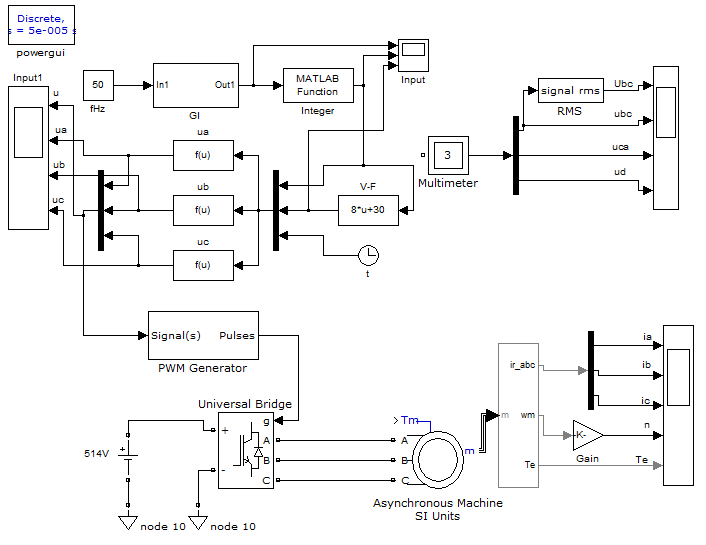 Discrete,
s = 5e-005 s
powergui
Input1
u
ua
ub
uc
50
fHz
In1
Out1
GI
MATLAB
Function
Integer
Input
ua
f(u)
ub
f(u)
uc
f(u)
V-F
8*u+30
t
3
Multimeter
signal rms
RMS
Ubc
ubc
uca
ud
Signal(s)
Pulses
PWM Generator
Universal Bridge
g
+
A
B
-
C
514V
node 10
node 10
Tm
A
B
C
m
Asynchronous Machine
SI Units
m
ir_abc
wm
Te
-K-
Gain
ia
ib
ic
n
Te